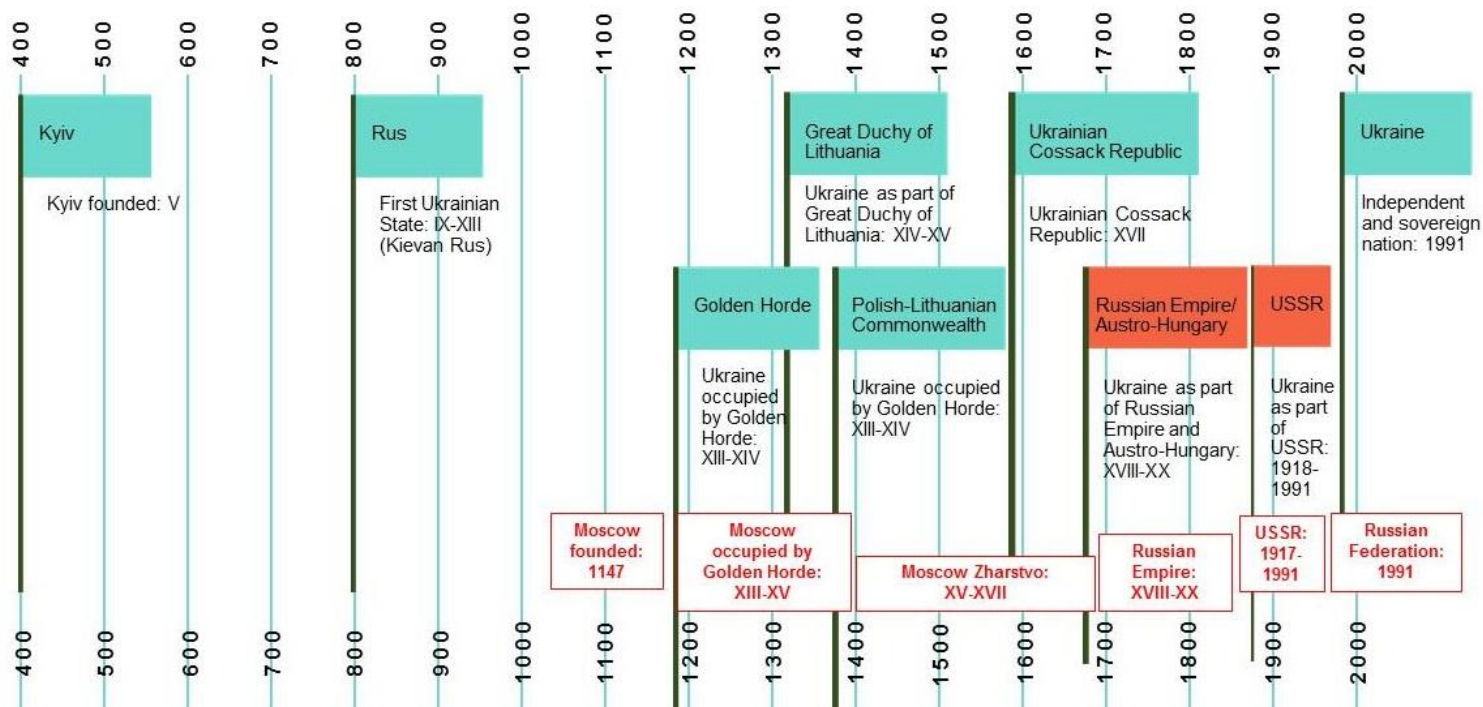 400
500
600
700
800
900
1000
1100
1200
1300
1400
1500
1600
1700
1800
1900
2000
Kyiv
Kyiv founded: V
Rus
First Ukrainian
State: IX-XIII
(Kievan Rus)
Great Duchy of
Lithuania
Ukraine as part of
Great Duchy of
Lithuania: XIV-XV
Ukrainian
Cossack Republic
Ukrainian Cossack
Republic: XVII
Ukraine
Independent
and sovereign
nation: 1991
Golden Horde
Ukraine
occupied
by Golden
Horde:
XIII-XIV
Polish-Lithuanian
Commonwealth
Ukraine occupied
by Golden Horde:
XIII-XIV
Russian Empire/
Austro-Hungary
Ukraine as part
of Russian
Empire and
Austro-Hungary:
XVIII-XX
USSR
Ukraine
as part
of
USSR:
1918-
1991
Moscow
founded:
1147
Moscow
occupied by
Golden Horde:
XIII-XV
Moscow Zharstvo:
XV-XVII
Russian
Empire:
XVIII-XX
USSR:
1917-
1991
Russian
Federation:
1991
400
500
600
700
800
900
1000
1100
1200
1300
1400
1500
1600
1700
1800
1900
2000